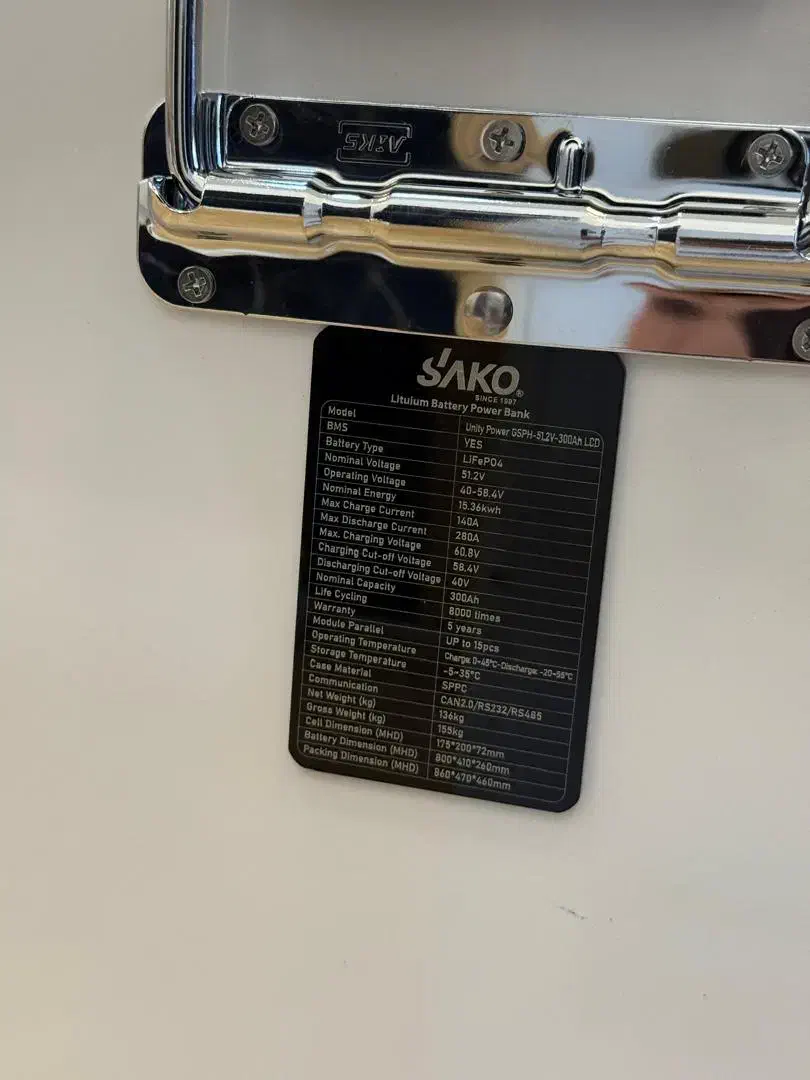 AIKS
SAKO®
SINCE 1997
Lituium Battery Power Bank
Model Unity Power GSPH-51.2V-300Ah LCD
BMS YES
Battery Type LiFePO4
Nominal Voltage 51.2V
Operating Voltage 40-58.4V
Nominal Energy 15.36kwh
Max Charge Current 140A
Max Discharge Current 280A
Max. Charging Voltage 60.8V
Charging Cut-off Voltage 58.4V
Discharging Cut-off Voltage 40V
Nominal Capacity 300Ah
Life Cycling 8000 times
Warranty 5 years
Module Parallel UP to 15pcs
Operating Temperature Charge: 0~45°C-Discharge: -20~55°C
Storage Temperature -5~35°C
Case Material SPPC
Communication CAN2.0/RS232/RS485
Net Weight (kg) 136kg
Gross Weight (kg) 155kg
Cell Dimension (MHD) 175*200*72mm
Battery Dimension (MHD) 800*410*260mm
Packing Dimension (MHD) 860*470*460mm